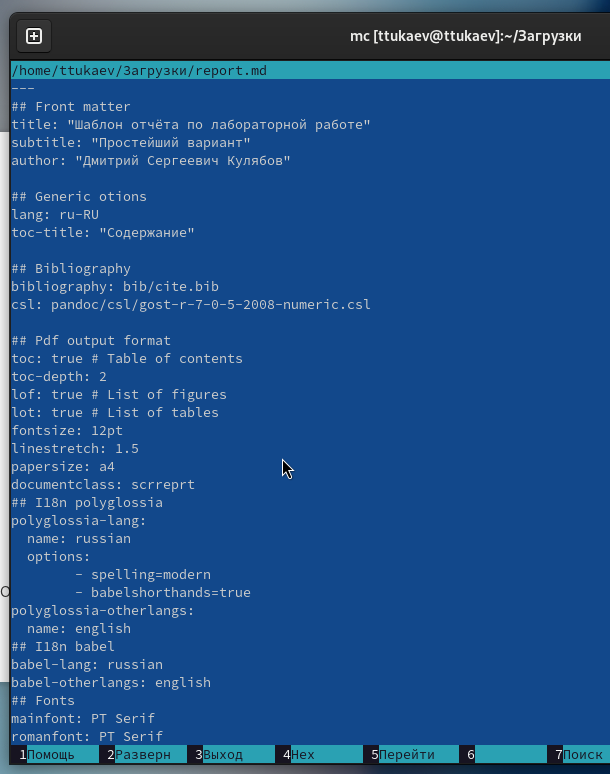 mc [ttukaev@ttukaev]:~/Загрузки
/home/ttukaev/Загрузки/report.md
---
## Front matter
title: "Шаблон отчёта по лабораторной работе"
subtitle: "Простейший вариант"
author: "Дмитрий Сергеевич Кулябов"

## Generic otions
lang: ru-RU
toc-title: "Содержание"

## Bibliography
bibliography: bib/cite.bib
csl: pandoc/csl/gost-r-7-0-5-2008-numeric.csl

## Pdf output format
toc: true # Table of contents
toc-depth: 2
lof: true # List of figures
lot: true # List of tables
fontsize: 12pt
linestretch: 1.5
papersize: a4
documentclass: scrreprt
## I18n polyglossia
polyglossia-lang:
  name: russian
  options:
        - spelling=modern
        - babelshorthands=true
polyglossia-otherlangs:
  name: english
## I18n babel
babel-lang: russian
babel-otherlangs: english
## Fonts
mainfont: PT Serif
romanfont: PT Serif
1Помощь 2Разверн 3Выход 4Hex 5Перейти 6 7Поиск